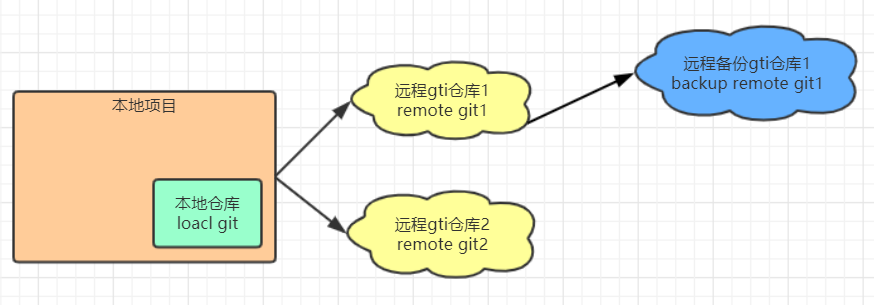 本地项目
本地仓库
loacl git
远程gti仓库1
remote git1
远程gti仓库2
remote git2
远程备份gti仓库1
backup remote git1